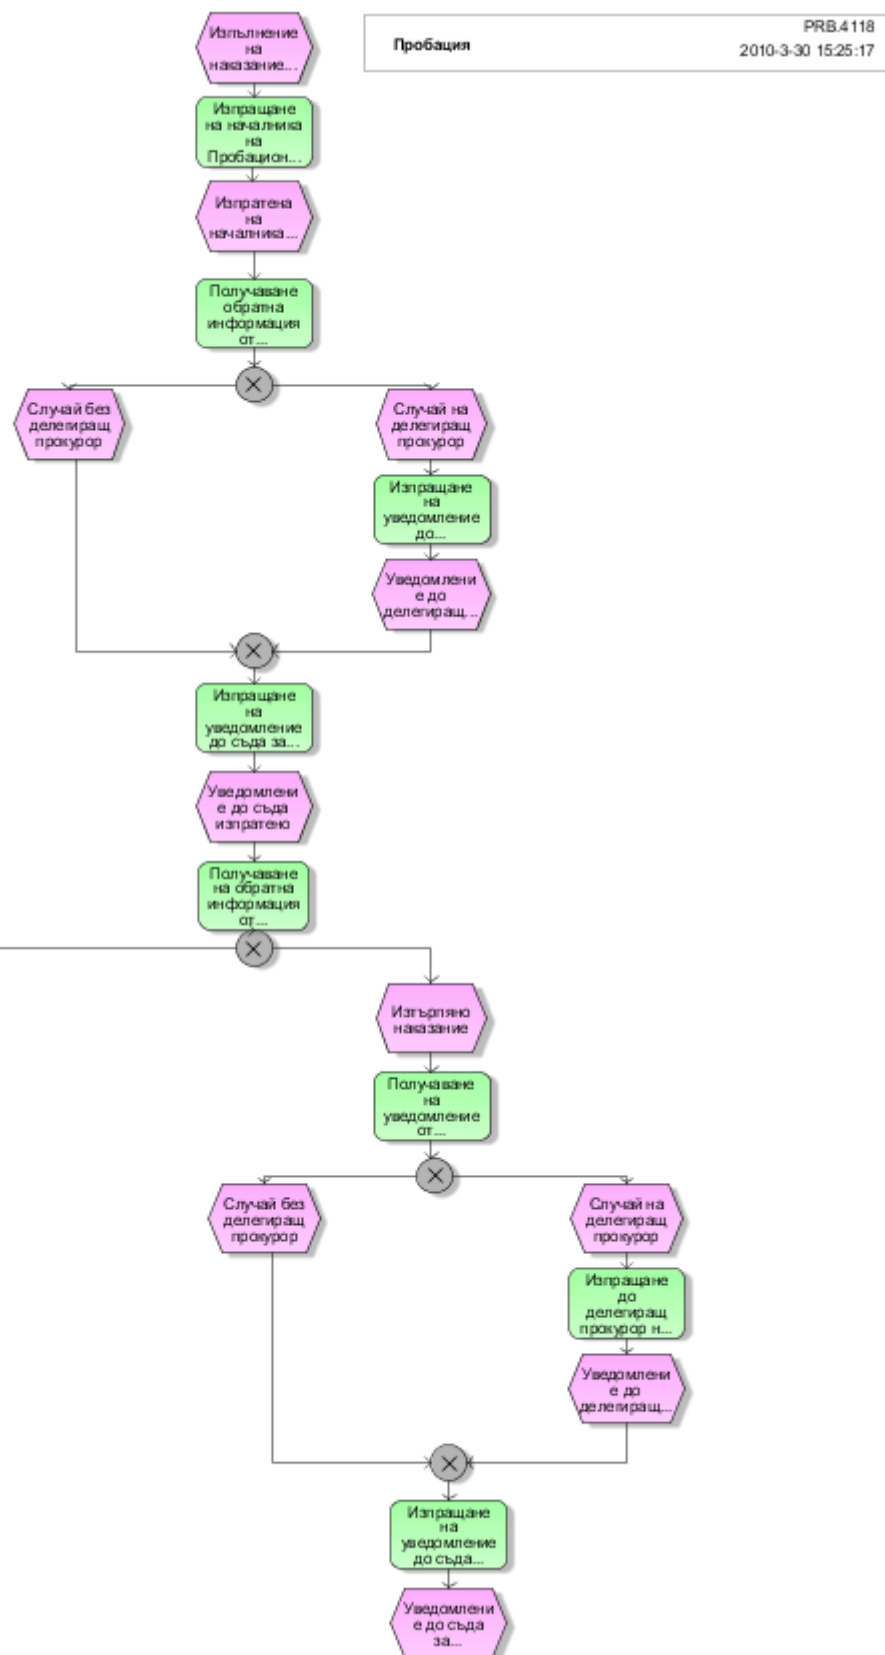 Изпълнение
на
наказание...
Пробация
PRB.4118
2010-3-30 15:25:17
Изпращане
на началника
на
Пробацион...
Изпратена
на
началника...
Получаване
обратна
информация
от...
Случай без
делегиращ
прокурор
Случай на
делегиращ
прокурор
Изпращане
на
уведомление
до...
Уведомлени
е до
делегиращ...
Изпращане
на
уведомление
до съда за...
Уведомлени
е до съда
изпратено
Получаване
на обратна
информация
от...
Изтърпяно
наказание
Получаване
на
уведомление
от...
Случай без
делегиращ
прокурор
Случай на
делегиращ
прокурор
Изпращане
до
делегиращ
прокурор н...
Уведомлени
е до
делегиращ...
Изпращане
на
уведомление
до съда...
Уведомлени
е до съда
за...